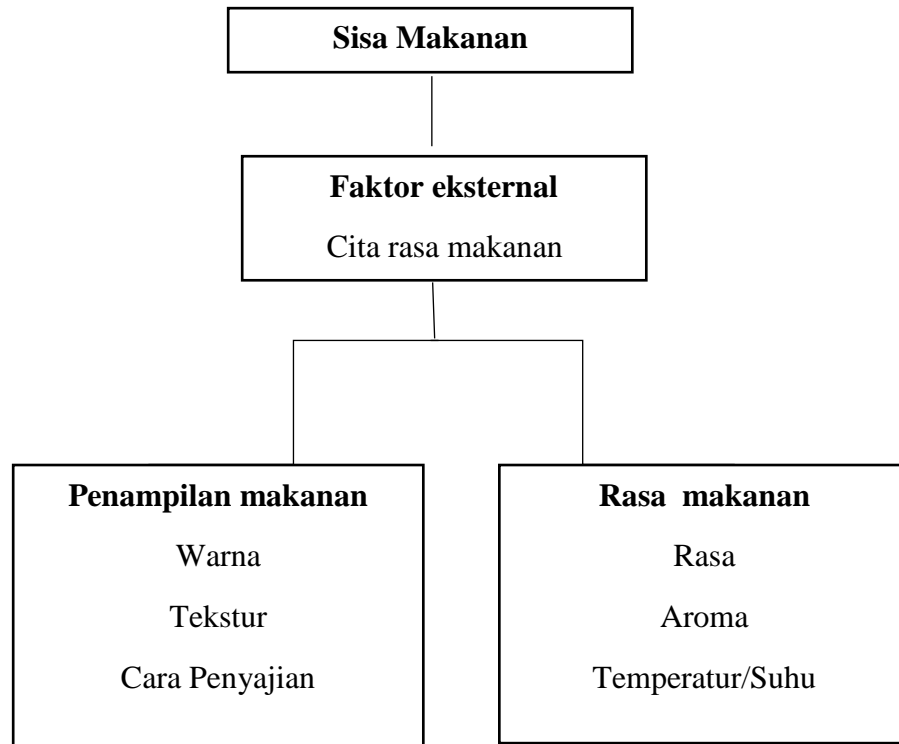 Sisa Makanan
Faktor eksternal
Cita rasa makanan
Penampilan makanan
Warna
Tekstur
Cara Penyajian
Rasa makanan
Rasa
Aroma
Temperatur/Suhu